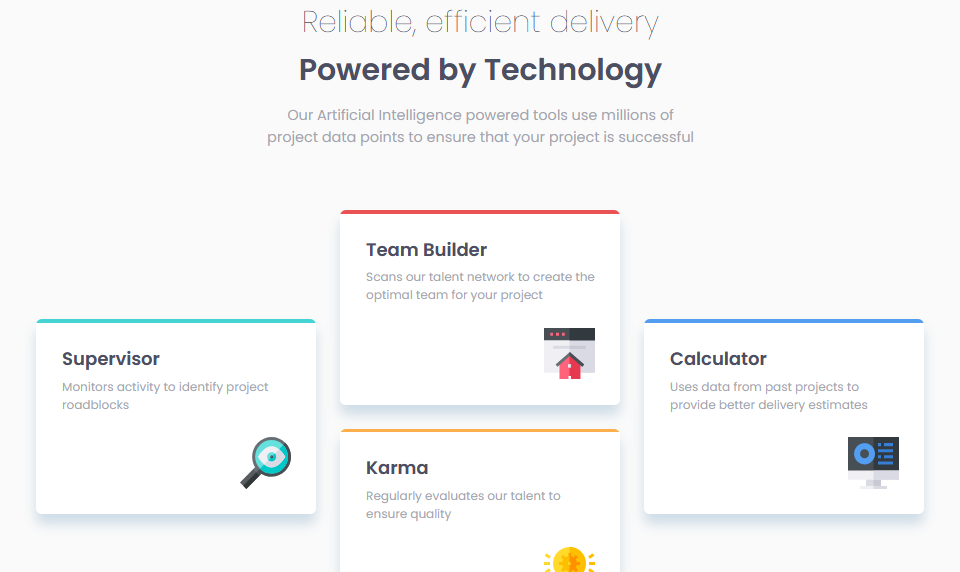 Reliable, efficient delivery
Powered by Technology
Our Artificial Intelligence powered tools use millions of
project data points to ensure that your project is successful
Supervisor
Monitors activity to identify project
roadblocks
Team Builder
Scans our talent network to create the
optimal team for your project
Karma
Regularly evaluates our talent to
ensure quality
Calculator
Uses data from past projects to
provide better delivery estimates